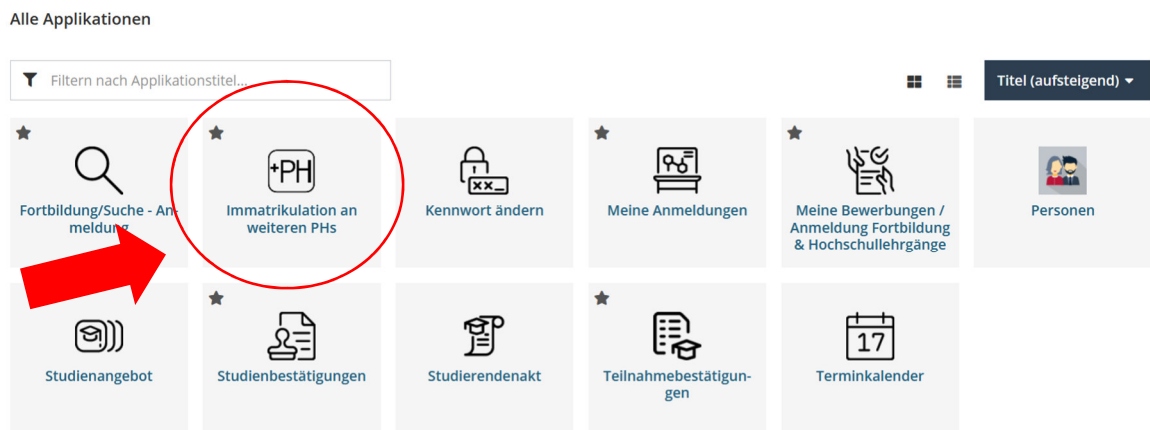 Alle Applikationen
Filtern nach Applikationstitel...
Titel (aufsteigend)
+PH
xx_
Fortbildung/Suche - An-
meldung
Immatrikulation an
weiteren PHs
Kennwort ändern
Meine Anmeldungen
Meine Bewerbungen /
Anmeldung Fortbildung
& Hochschullehrgänge
Personen
17
Studienangebot
Studienbestätigungen
Studierendenakt
Teilnahmebestätigun-
gen
Terminkalender